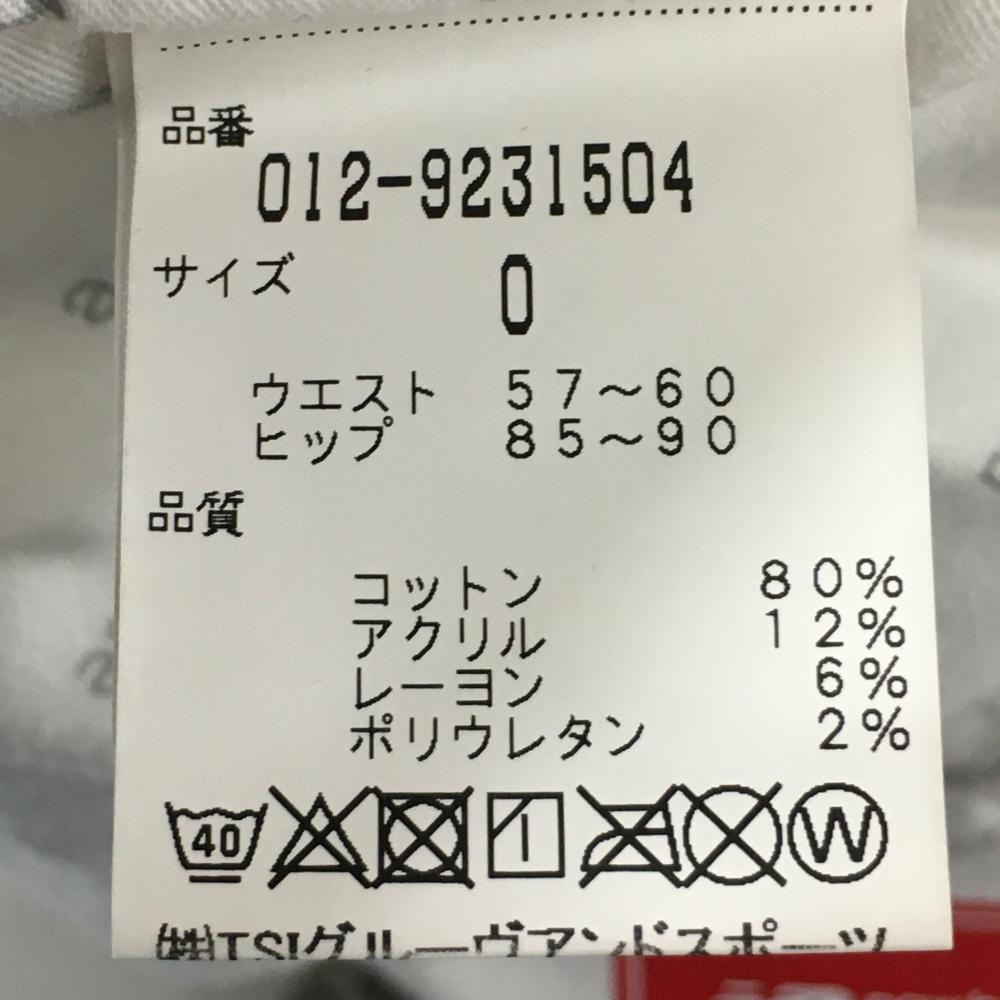 品番
012-9231504
サイズ 0
ウエスト 57～60
ヒップ 85～90
品質
コットン 80%
アクリル 12%
レーヨン 6%
ポリウレタン 2%
40
W
㈱TSIグルーヴアンドスポーツ